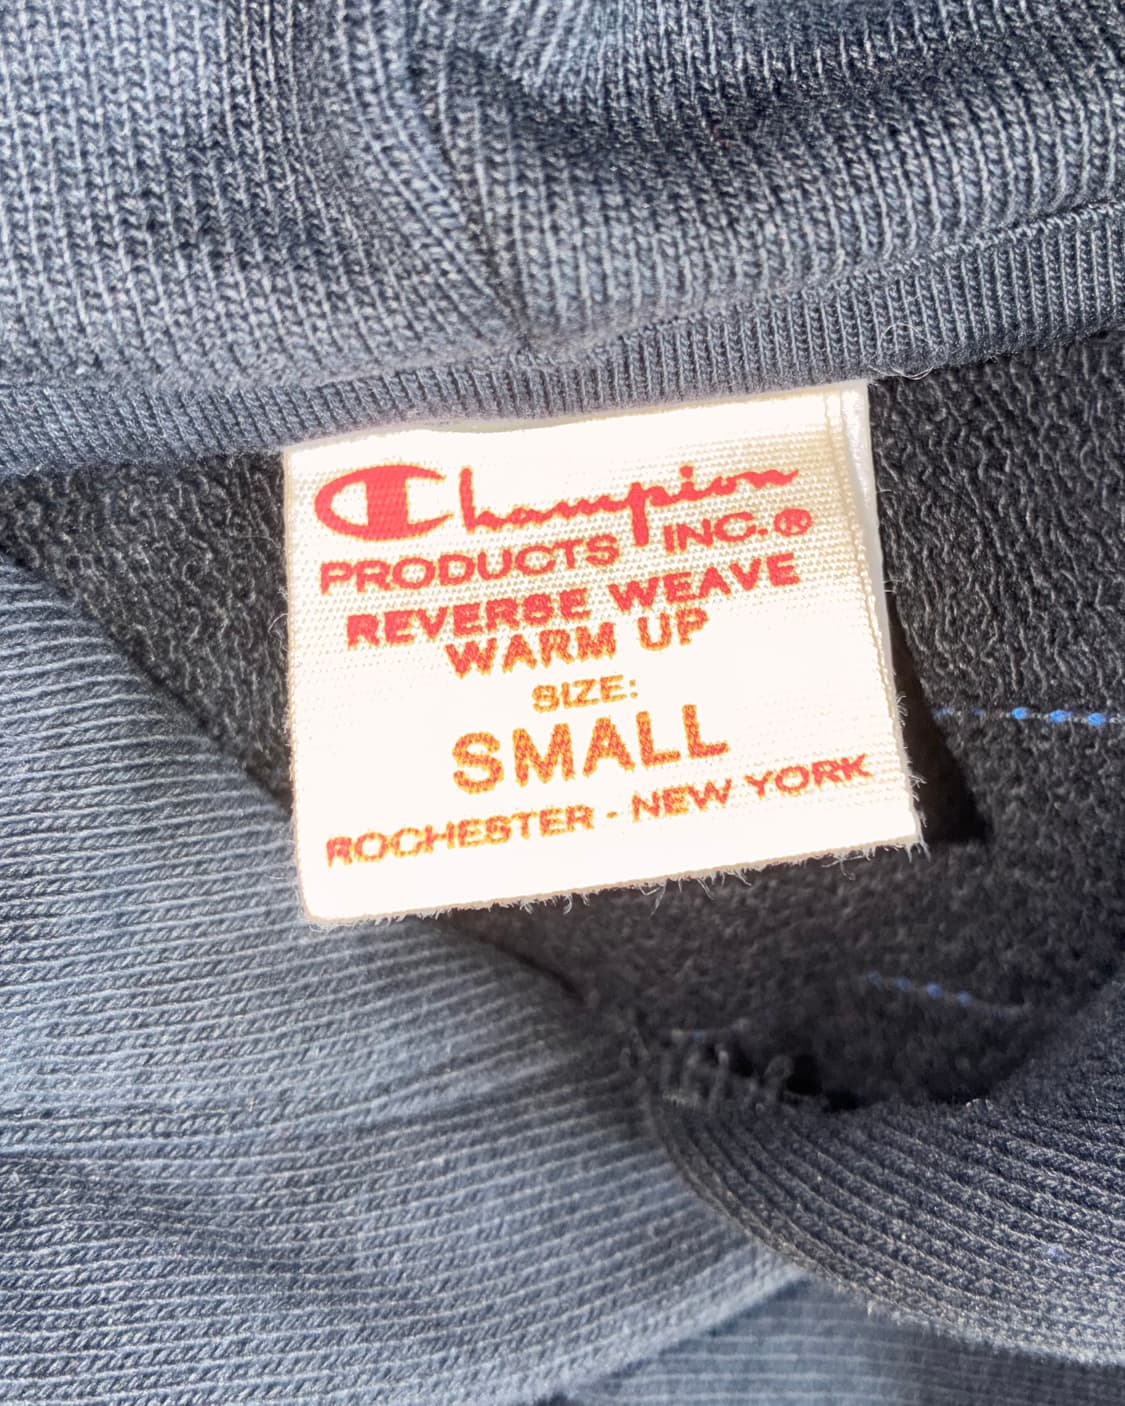 Champion
PRODUCTS INC.®
REVERSE WEAVE
WARM UP
SIZE:
SMALL
ROCHESTER - NEW YORK